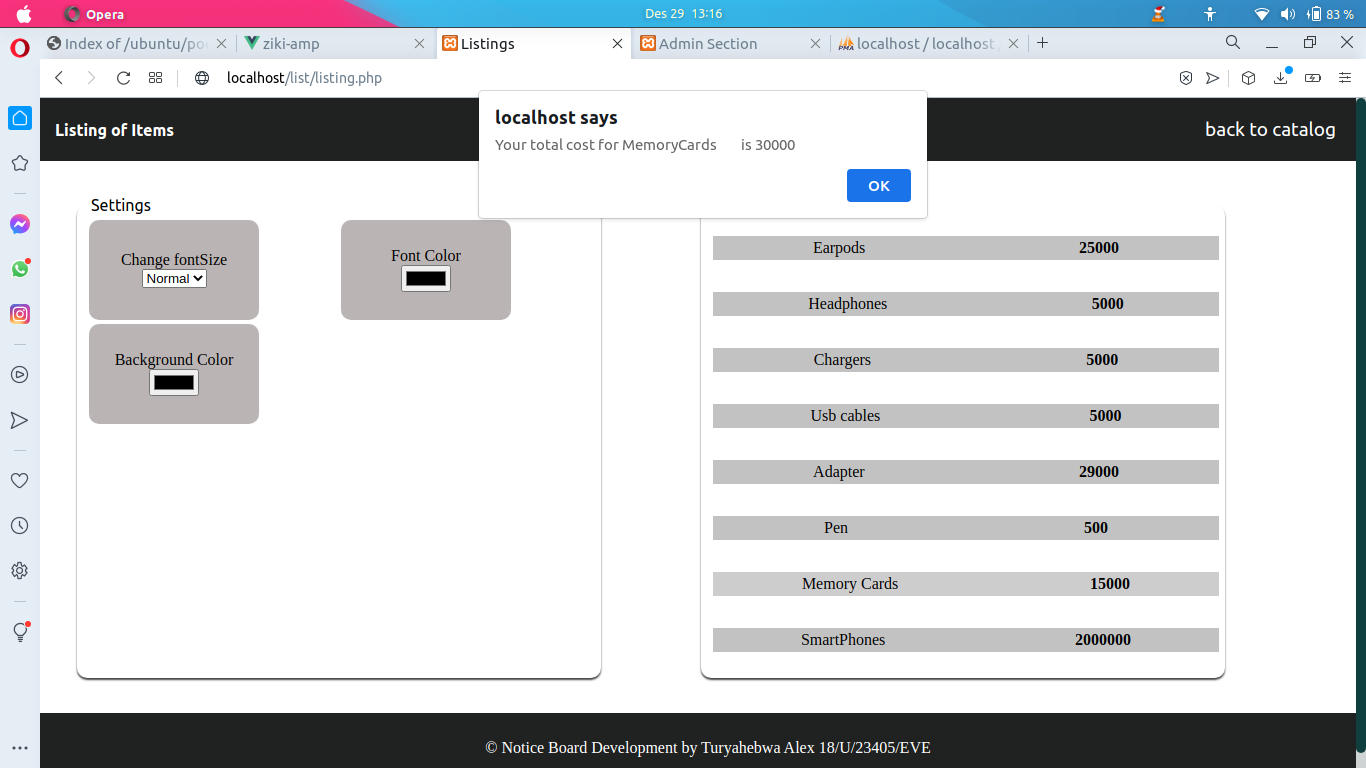 Opera
Des 29 13:16
83 %
Index of /ubuntu/po
ziki-amp
Listings
Admin Section
PMA
localhost / localhost /
localhost/list/listing.php
Listing of Items
back to catalog
localhost says
Your total cost for MemoryCards is 30000
OK
Settings
Change fontSize
Normal
Font Color
Background Color
Earpods 25000
Headphones 5000
Chargers 5000
Usb cables 5000
Adapter 29000
Pen 500
Memory Cards 15000
SmartPhones 2000000
© Notice Board Development by Turyahebwa Alex 18/U/23405/EVE